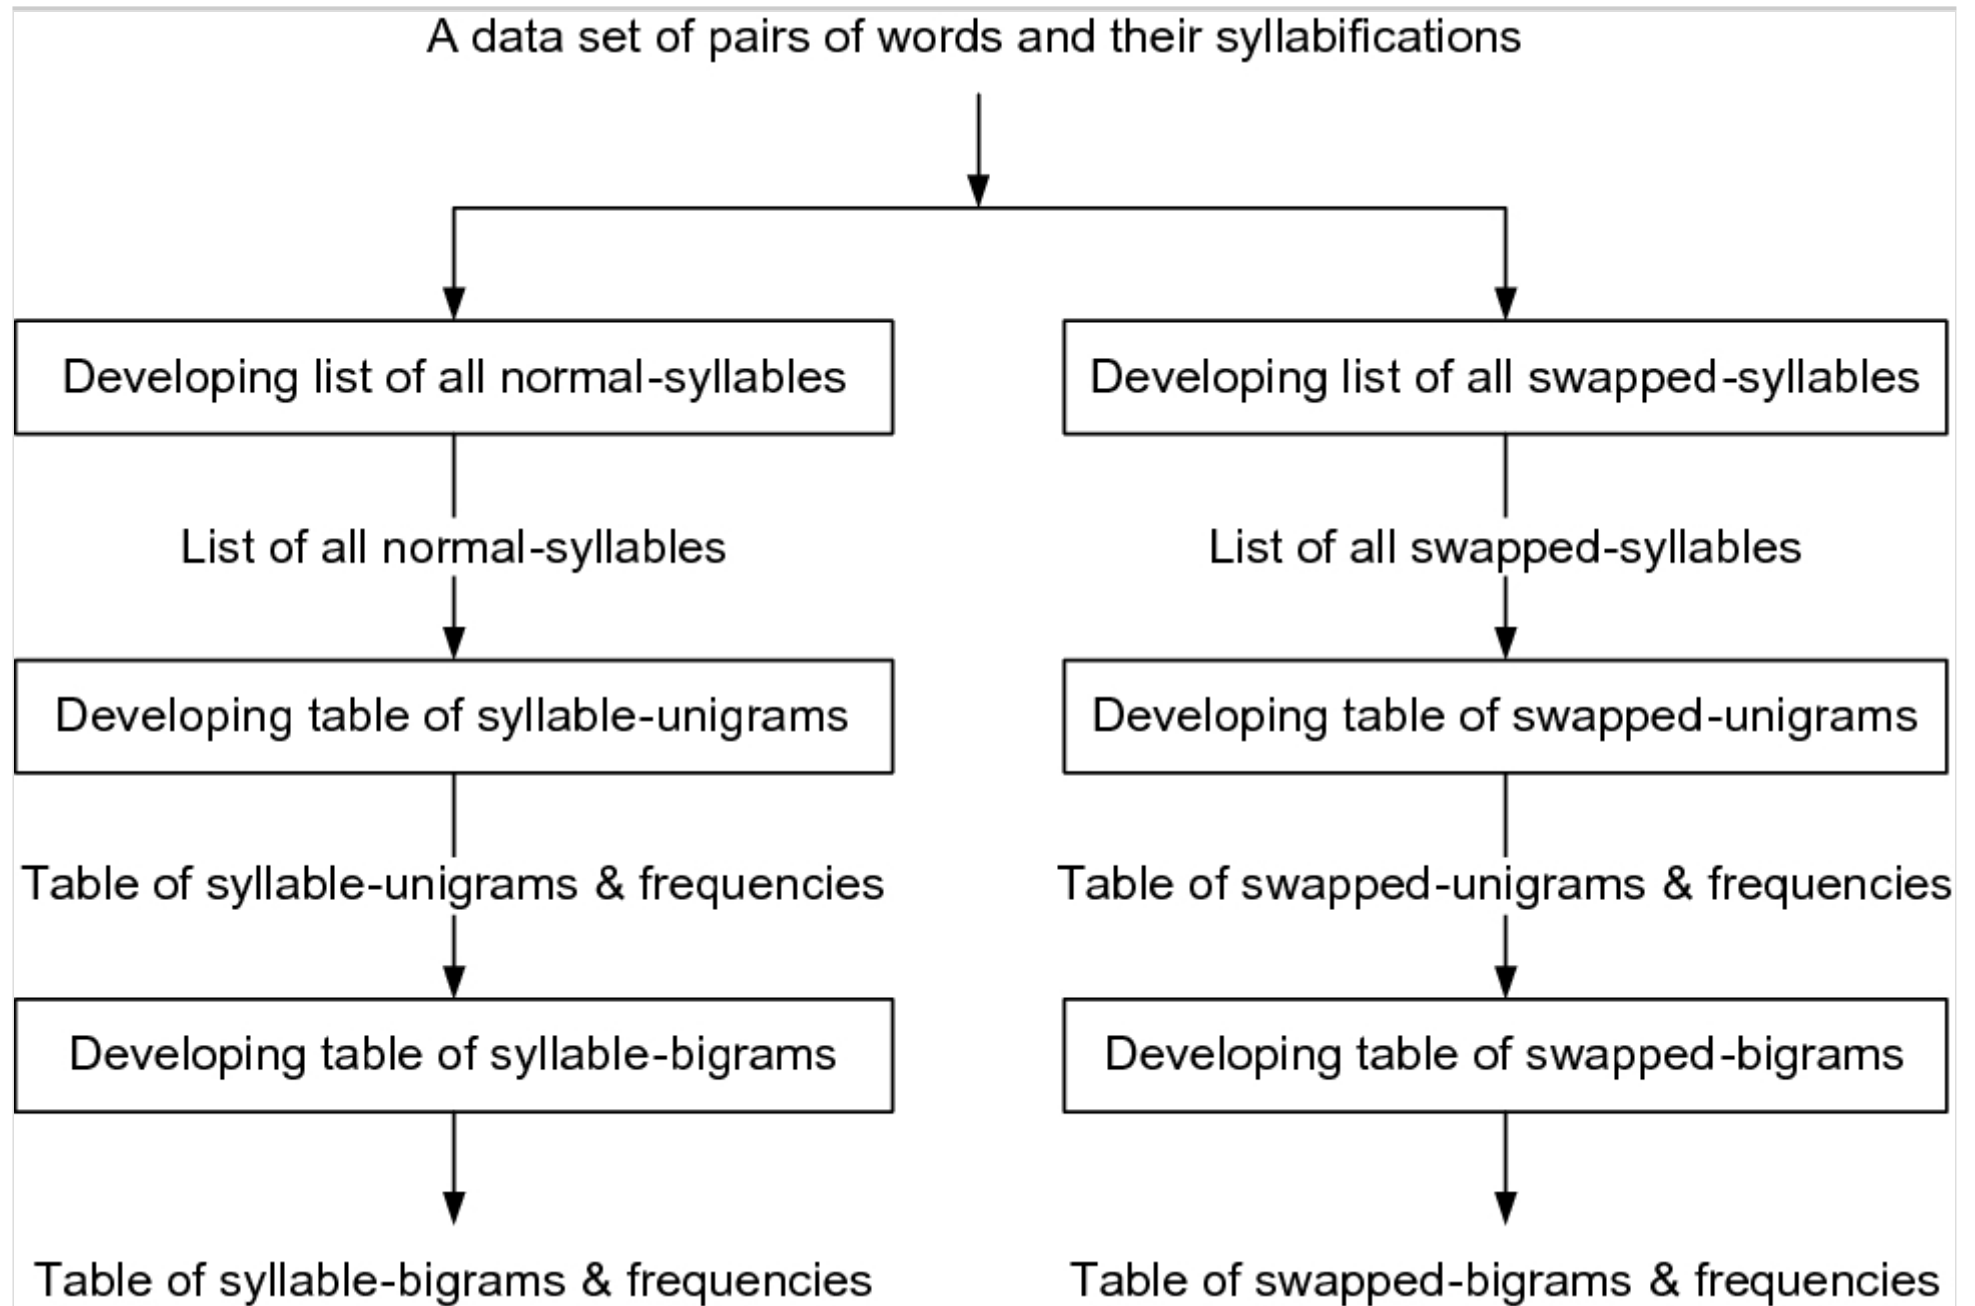 A data set of pairs of words and their syllabifications
Developing list of all normal-syllables
Developing list of all swapped-syllables
List of all normal-syllables
List of all swapped-syllables
Developing table of syllable-unigrams
Developing table of swapped-unigrams
Table of syllable-unigrams & frequencies
Table of swapped-unigrams & frequencies
Developing table of syllable-bigrams
Developing table of swapped-bigrams
Table of syllable-bigrams & frequencies
Table of swapped-bigrams & frequencies